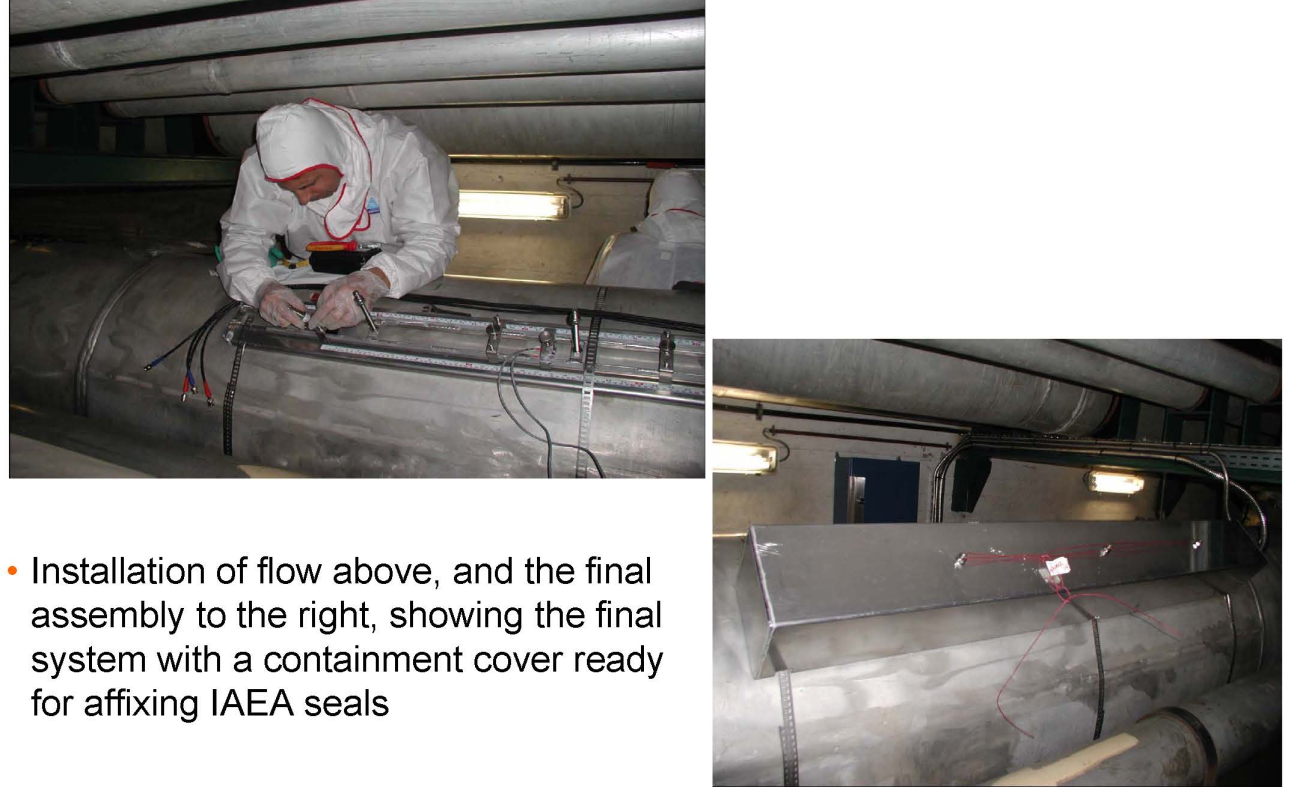 • Installation of flow above, and the final
assembly to the right, showing the final
system with a containment cover ready
for affixing IAEA seals